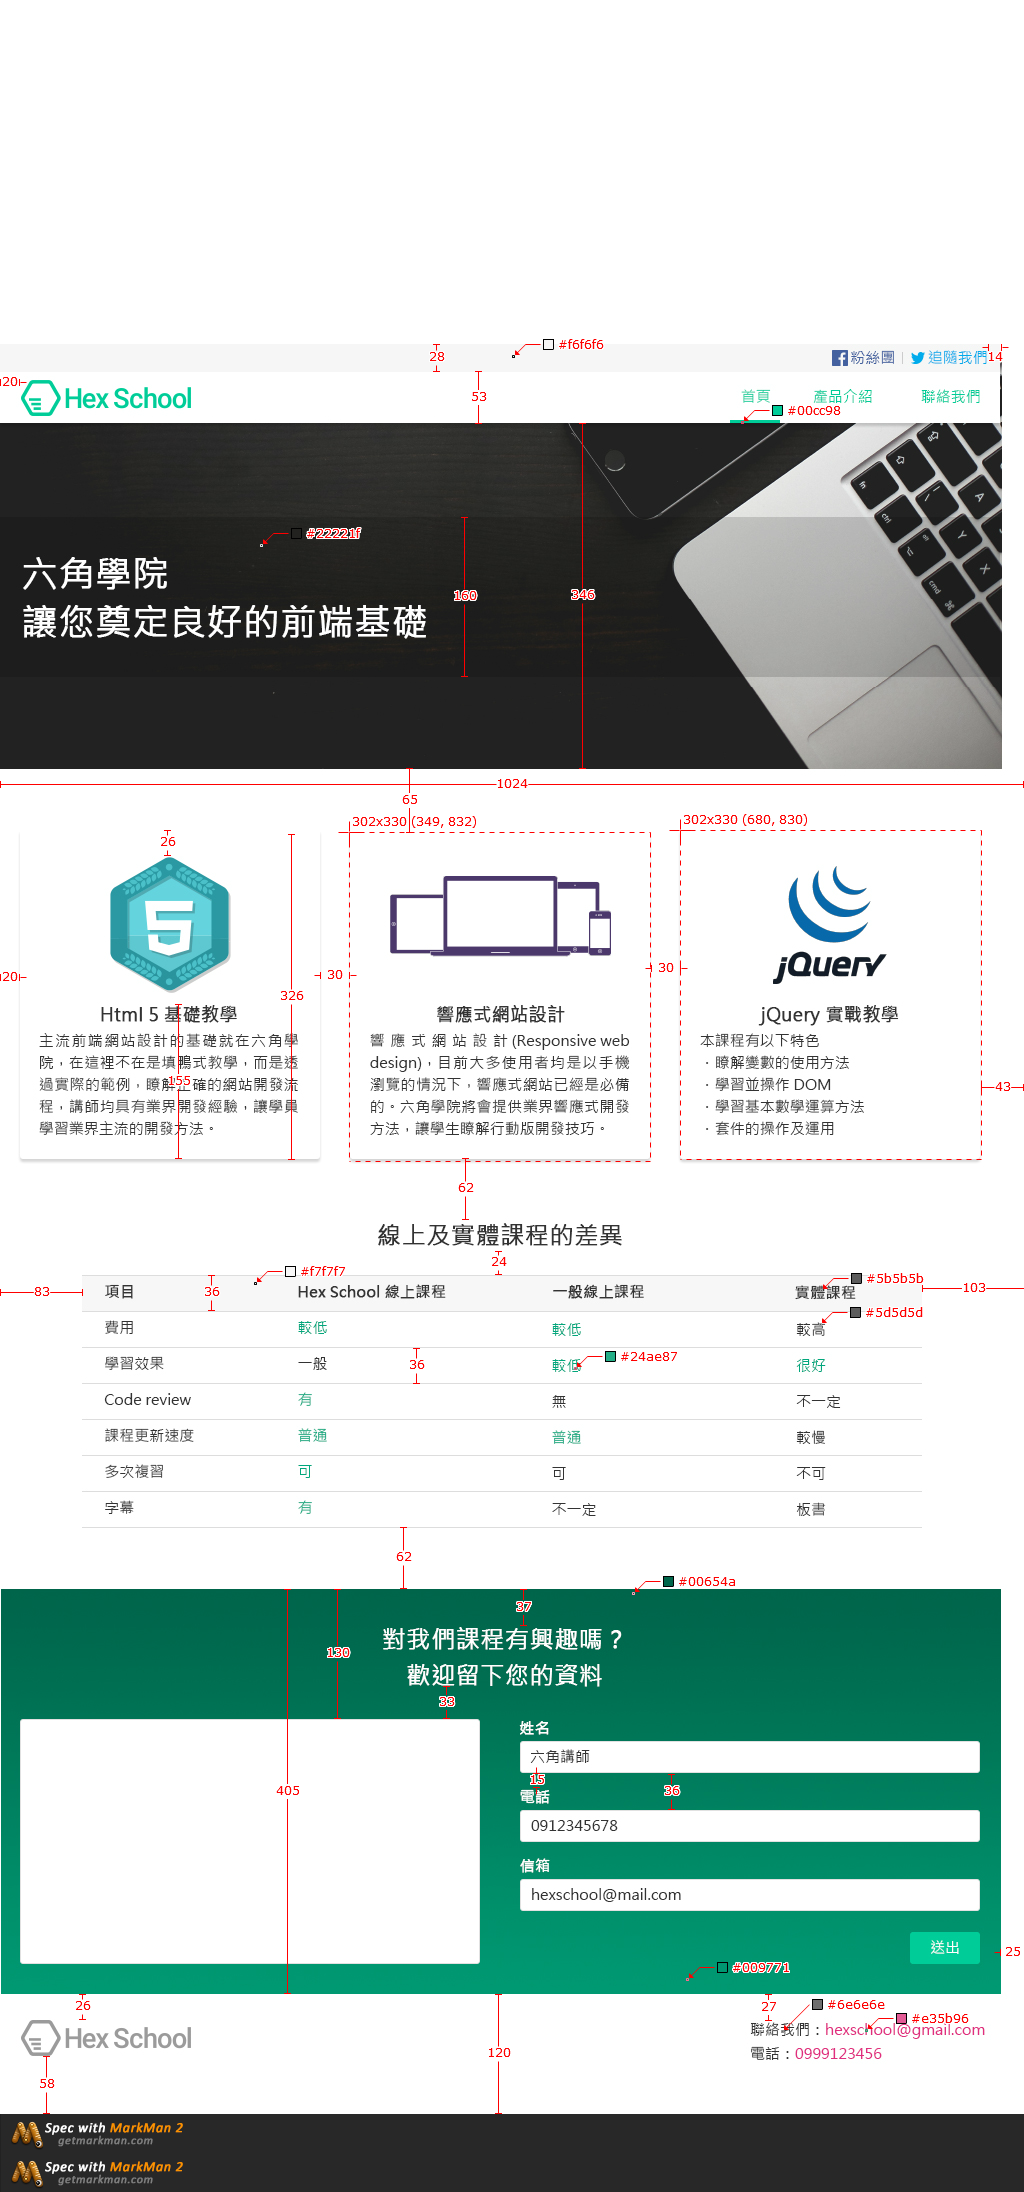 #f6f6f6
28
粉絲團 | 追隨我們
14
20
Hex School
53
首頁
產品介紹
聯絡我們
#00cc98
#22221f
六角學院
讓您奠定良好的前端基礎
160
346
1024
65
302x330 (349, 832)
302x330 (680, 830)
26
20
30
30
326
155
43
Html 5 基礎教學
主流前端網站設計的基礎就在六角學
院，在這裡不在是填鴨式教學，而是透
過實際的範例，瞭解正確的網站開發流
程，講師均具有業界開發經驗，讓學員
學習業界主流的開發方法。
響應式網站設計
響應式網站設計(Responsive web
design)，目前大多使用者均是以手機
瀏覽的情況下，響應式網站已經是必備
的。六角學院將會提供業界響應式開發
方法，讓學生瞭解行動版開發技巧。
jQuery
jQuery 實戰教學
本課程有以下特色
．瞭解變數的使用方法
．學習並操作 DOM
．學習基本數學運算方法
．套件的操作及運用
62
線上及實體課程的差異
24
#f7f7f7
#5b5b5b
83
36
103
項目 Hex School 線上課程 一般線上課程 實體課程
#5d5d5d
費用 較低 較低 較高
#24ae87
36
學習效果 一般 較低 很好
Code review 有 無 不一定
課程更新速度 普通 普通 較慢
多次複習 可 可 不可
字幕 有 不一定 板書
62
#00654a
37
130
對我們課程有興趣嗎？
歡迎留下您的資料
33
405
姓名
六角講師
15
36
電話
0912345678
信箱
hexschool@mail.com
送出
25
#009771
26
27
#6e6e6e
#e35b96
Hex School
聯絡我們：hexschool@gmail.com
電話：0999123456
120
58
Spec with MarkMan 2
getmarkman.com
Spec with MarkMan 2
getmarkman.com